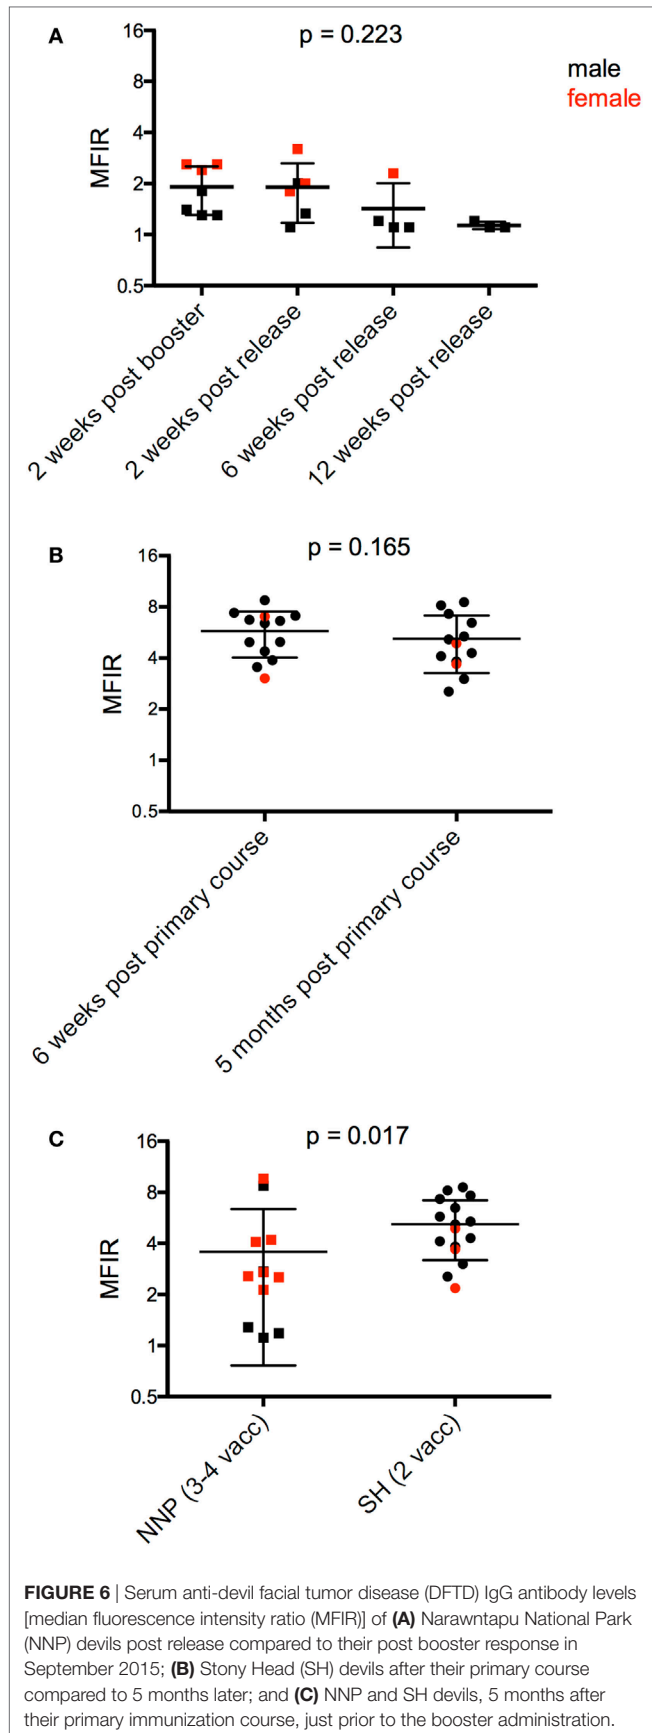 A
p = 0.223
male
female
MFIR
16
8
4
2
1
0.5
2 weeks post booster
2 weeks post release
6 weeks post release
12 weeks post release
B
p = 0.165
MFIR
16
8
4
2
1
0.5
6 weeks post primary course
5 months post primary course
C
p = 0.017
MFIR
16
8
4
2
1
0.5
NNP (3-4 vacc)
SH (2 vacc)
FIGURE 6 | Serum anti-devil facial tumor disease (DFTD) IgG antibody levels
[median fluorescence intensity ratio (MFIR)] of (A) Narawntapu National Park
(NNP) devils post release compared to their post booster response in
September 2015; (B) Stony Head (SH) devils after their primary course
compared to 5 months later; and (C) NNP and SH devils, 5 months after
their primary immunization course, just prior to the booster administration.